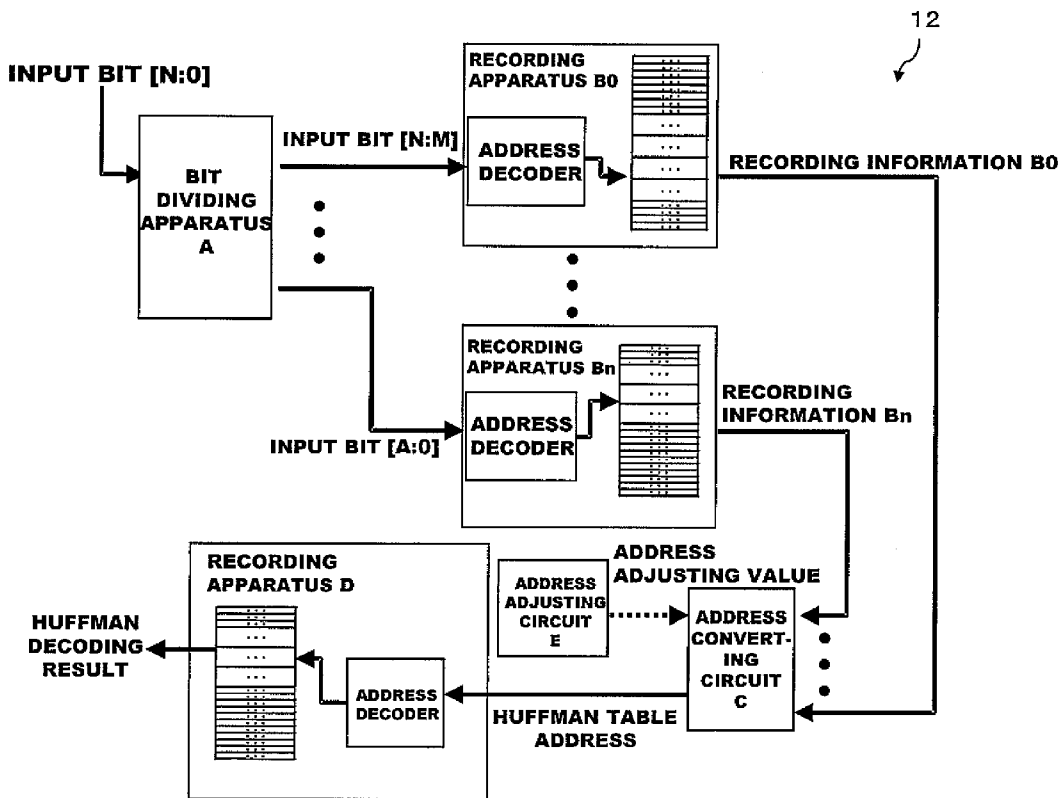 12
INPUT BIT [N:0]
BIT
DIVIDING
APPARATUS
A
INPUT BIT [N:M]
RECORDING
APPARATUS B0
ADDRESS
DECODER
RECORDING INFORMATION B0
INPUT BIT [A:0]
RECORDING
APPARATUS Bn
ADDRESS
DECODER
RECORDING
INFORMATION Bn
RECORDING
APPARATUS D
ADDRESS
DECODER
HUFFMAN
DECODING
RESULT
ADDRESS
ADJUSTING
CIRCUIT
E
ADDRESS
ADJUSTING VALUE
ADDRESS
CONVERT-
ING
CIRCUIT
C
HUFFMAN TABLE
ADDRESS